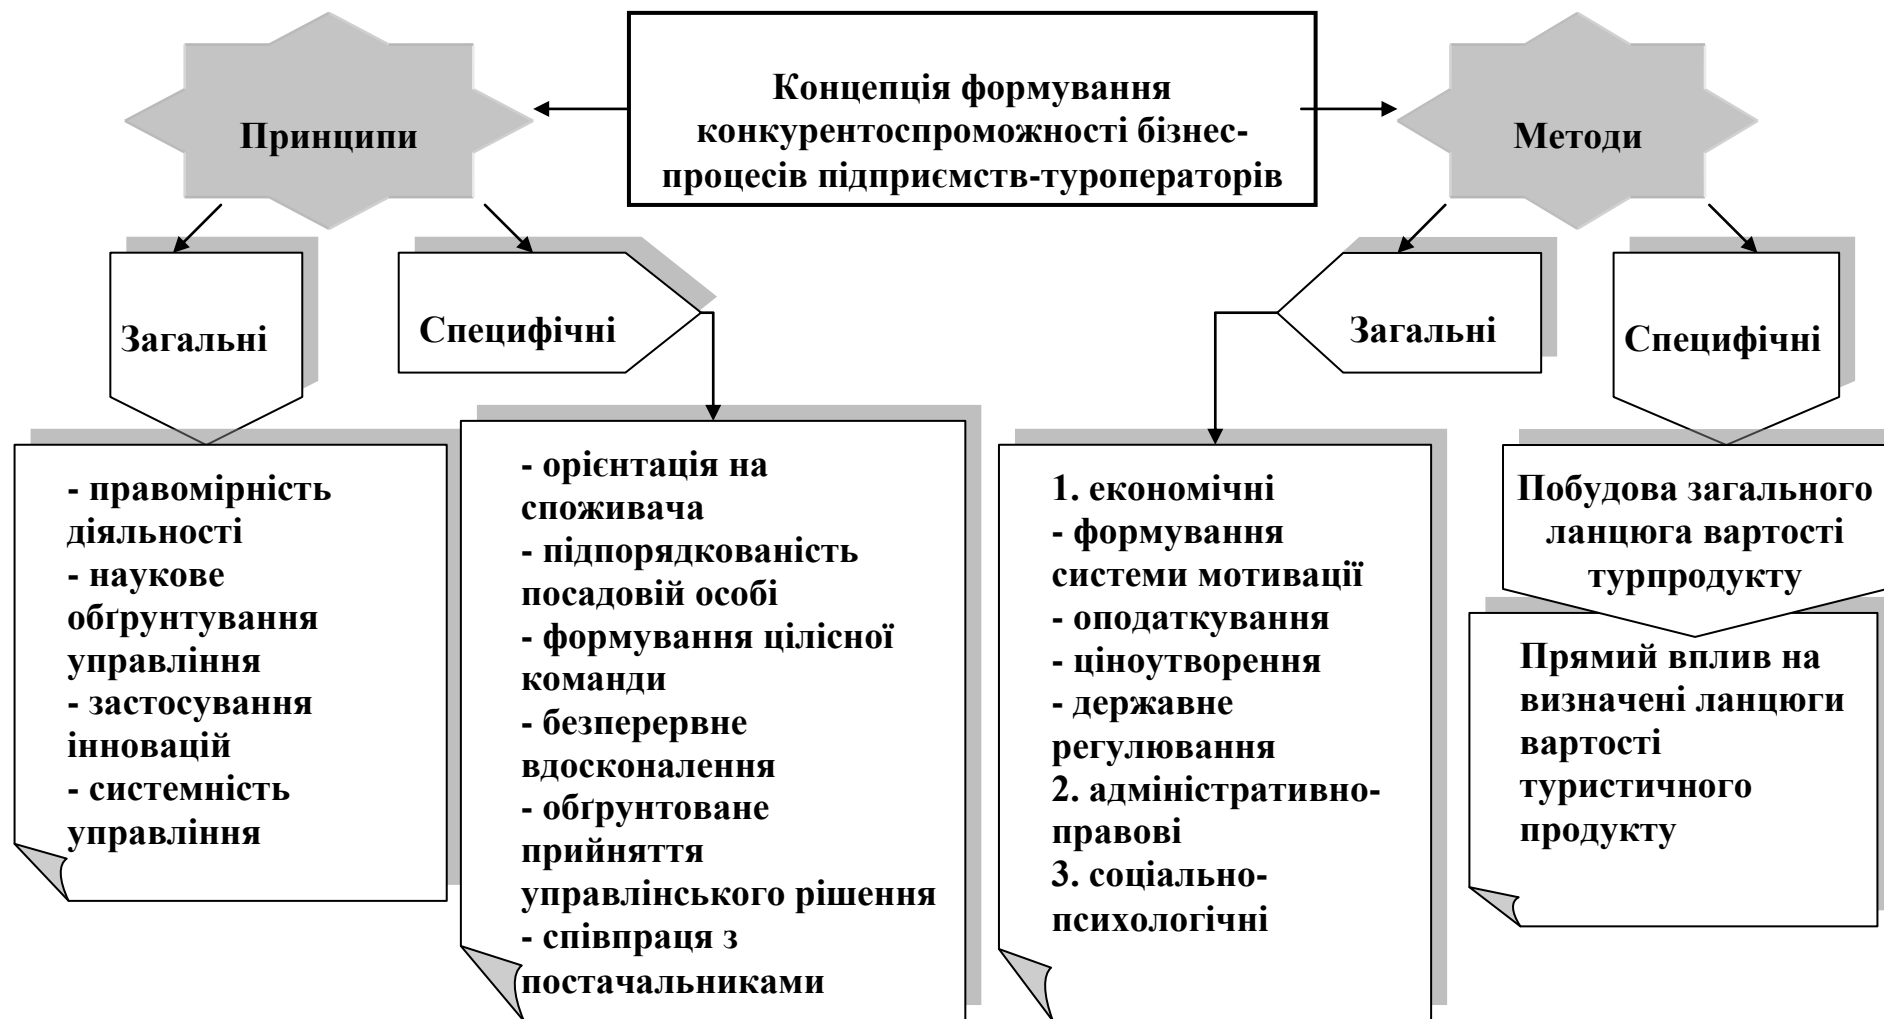 Концепція формування
конкурентоспроможності бізнес-
процесів підприємств-туроператорів
Принципи
Методи
Загальні
Специфічні
Загальні
Специфічні
- правомірність
діяльності
- наукове
обґрунтування
управління
- застосування
інновацій
- системність
управління
- орієнтація на
споживача
- підпорядкованість
посадовій особі
- формування цілісної
команди
- безперервне
вдосконалення
- обґрунтоване
прийняття
управлінського рішення
- співпраця з
постачальниками
1. економічні
- формування
системи мотивації
- оподаткування
- ціноутворення
- державне
регулювання
2. адміністративно-
правові
3. соціально-
психологічні
Побудова загального
ланцюга вартості
турпродукту
Прямий вплив на
визначені ланцюги
вартості
туристичного
продукту